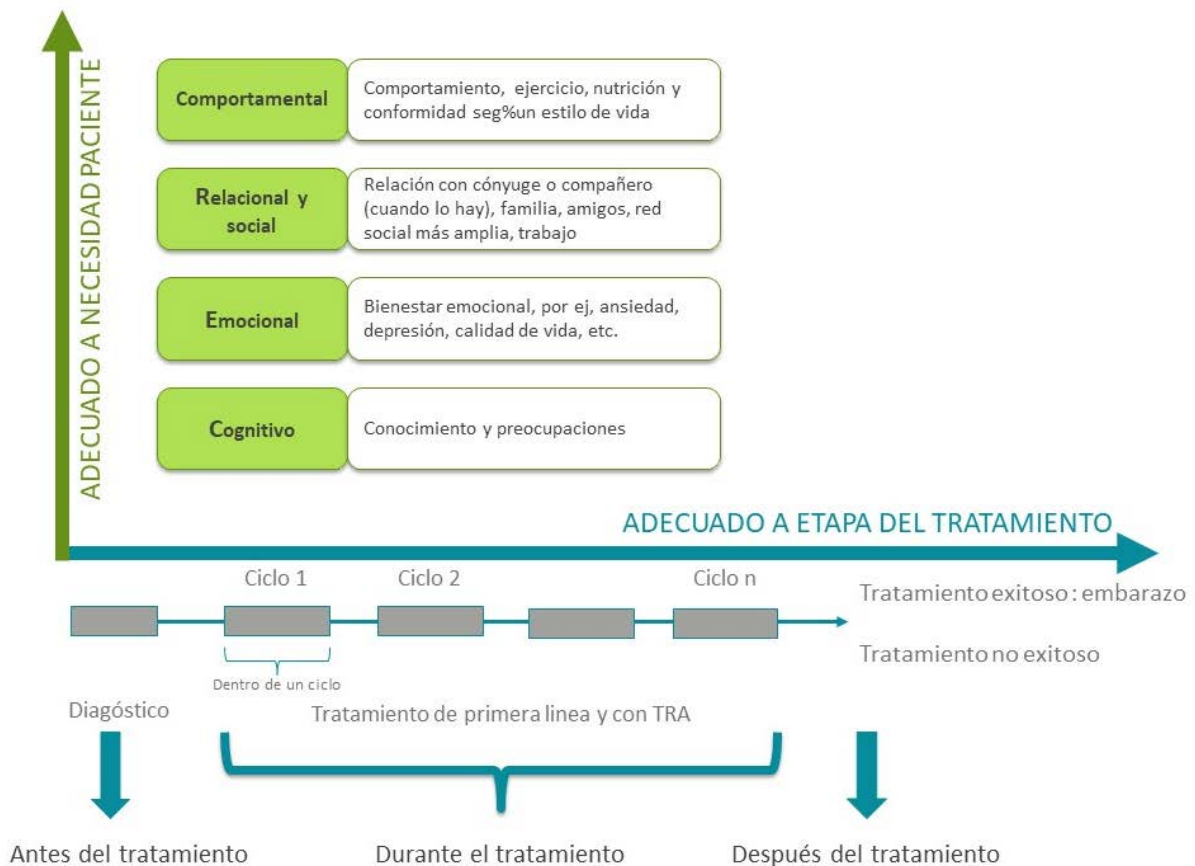 ADECUADO A NECESIDAD PACIENTE
Comportamental
Comportamiento, ejercicio, nutrición y
conformidad seg%un estilo de vida
Relacional y
social
Relación con cónyuge o compañero
(cuando lo hay), familia, amigos, red
social más amplia, trabajo
Emocional
Bienestar emocional, por ej, ansiedad,
depresión, calidad de vida, etc.
Cognitivo
Conocimiento y preocupaciones
ADECUADO A ETAPA DEL TRATAMIENTO
Ciclo 1
Ciclo 2
Ciclo n
Tratamiento exitoso : embarazo
Tratamiento no exitoso
Dentro de un ciclo
Diagóstico
Tratamiento de primera linea y con TRA
Antes del tratamiento
Durante el tratamiento
Después del tratamiento